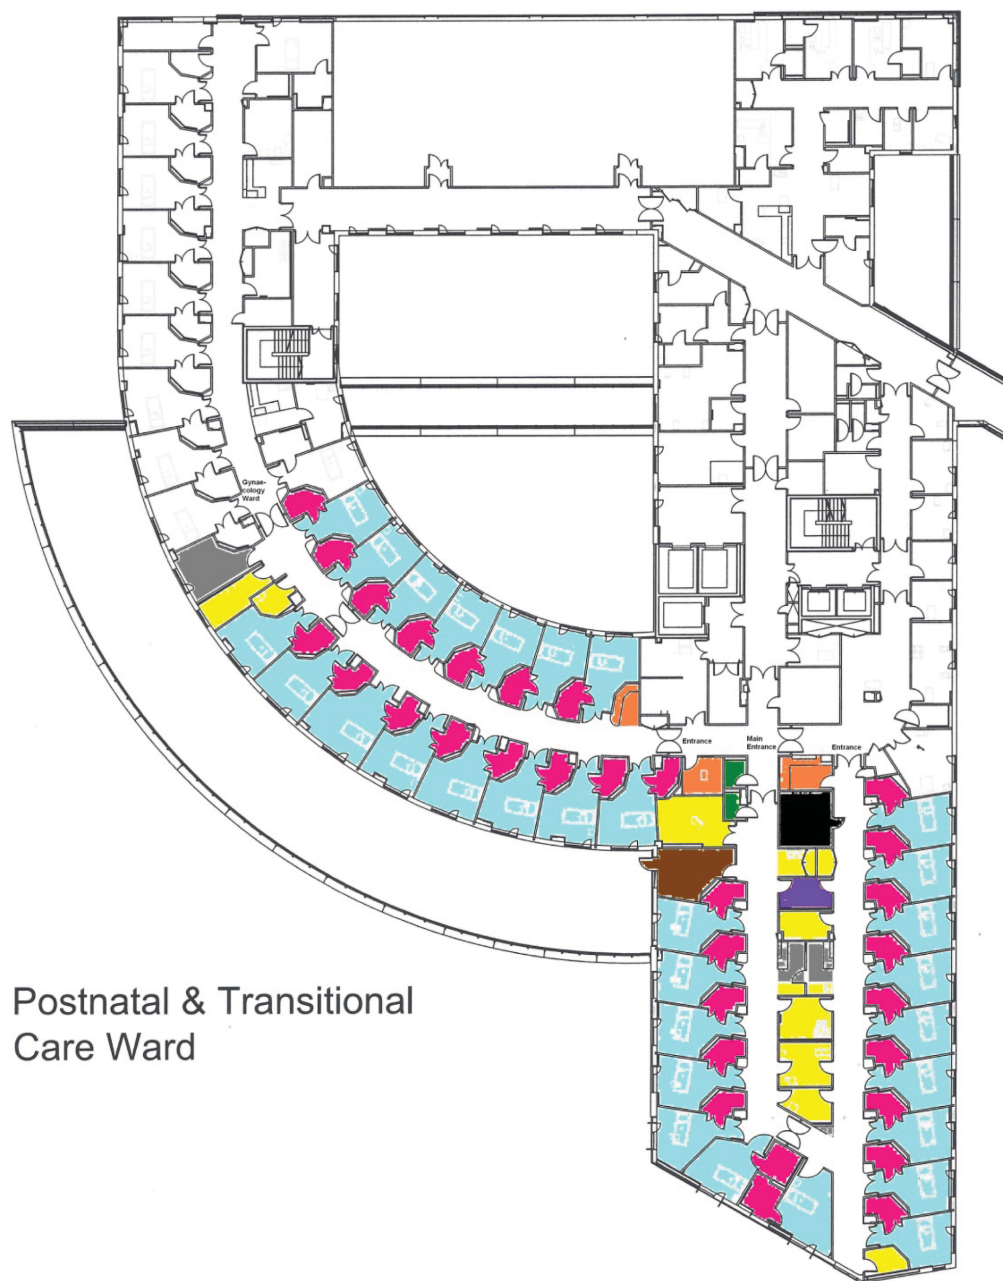 Gynae-
cology
Ward
Entrance
Main
Entrance
Entrance
Postnatal & Transitional
Care Ward